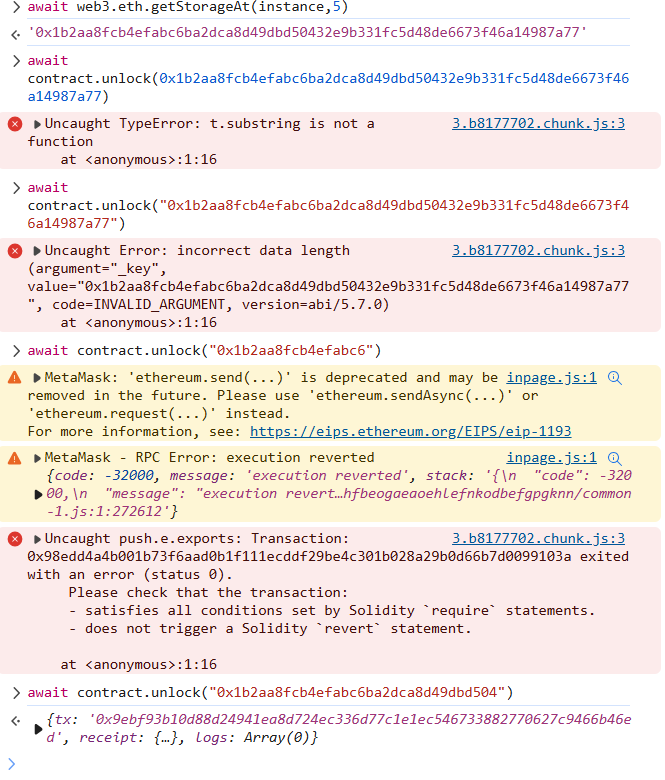 await web3.eth.getStorageAt(instance,5)
'0x1b2aa8fcb4efabc6ba2dca8d49dbd50432e9b331fc5d48de6673f46a14987a77'
await
contract.unlock(0x1b2aa8fcb4efabc6ba2dca8d49dbd50432e9b331fc5d48de6673f46
a14987a77)
Uncaught TypeError: t.substring is not a 3.b8177702.chunk.js:3
function
at <anonymous>:1:16
await
contract.unlock("0x1b2aa8fcb4efabc6ba2dca8d49dbd50432e9b331fc5d48de6673f4
6a14987a77")
Uncaught Error: incorrect data length 3.b8177702.chunk.js:3
(argument="_key",
value="0x1b2aa8fcb4efabc6ba2dca8d49dbd50432e9b331fc5d48de6673f46a14987a77
", code=INVALID_ARGUMENT, version=abi/5.7.0)
at <anonymous>:1:16
await contract.unlock("0x1b2aa8fcb4efabc6")
MetaMask: 'ethereum.send(...)' is deprecated and may be inpage.js:1
removed in the future. Please use 'ethereum.sendAsync(...)' or
'ethereum.request(...)' instead.
For more information, see: https://eips.ethereum.org/EIPS/eip-1193
MetaMask - RPC Error: execution reverted inpage.js:1
{code: -32000, message: 'execution reverted', stack: '{\n  "code": -320
00,\n  "message": "execution revert…hfbeogaeaoehlefnkodbefgpgknn/common
-1.js:1:272612'}
Uncaught push.e.exports: Transaction: 3.b8177702.chunk.js:3
0x98edd4a4b001b73f6aad0b1f111ecddf29be4c301b028a29b0d66b7d0099103a exited
with an error (status 0).
Please check that the transaction:
- satisfies all conditions set by Solidity `require` statements.
- does not trigger a Solidity `revert` statement.
at <anonymous>:1:16
await contract.unlock("0x1b2aa8fcb4efabc6ba2dca8d49dbd504")
{tx: '0x9ebf93b10d88d24941ea8d724ec336d77c1e1ec546733882770627c9466b46e
d', receipt: {…}, logs: Array(0)}